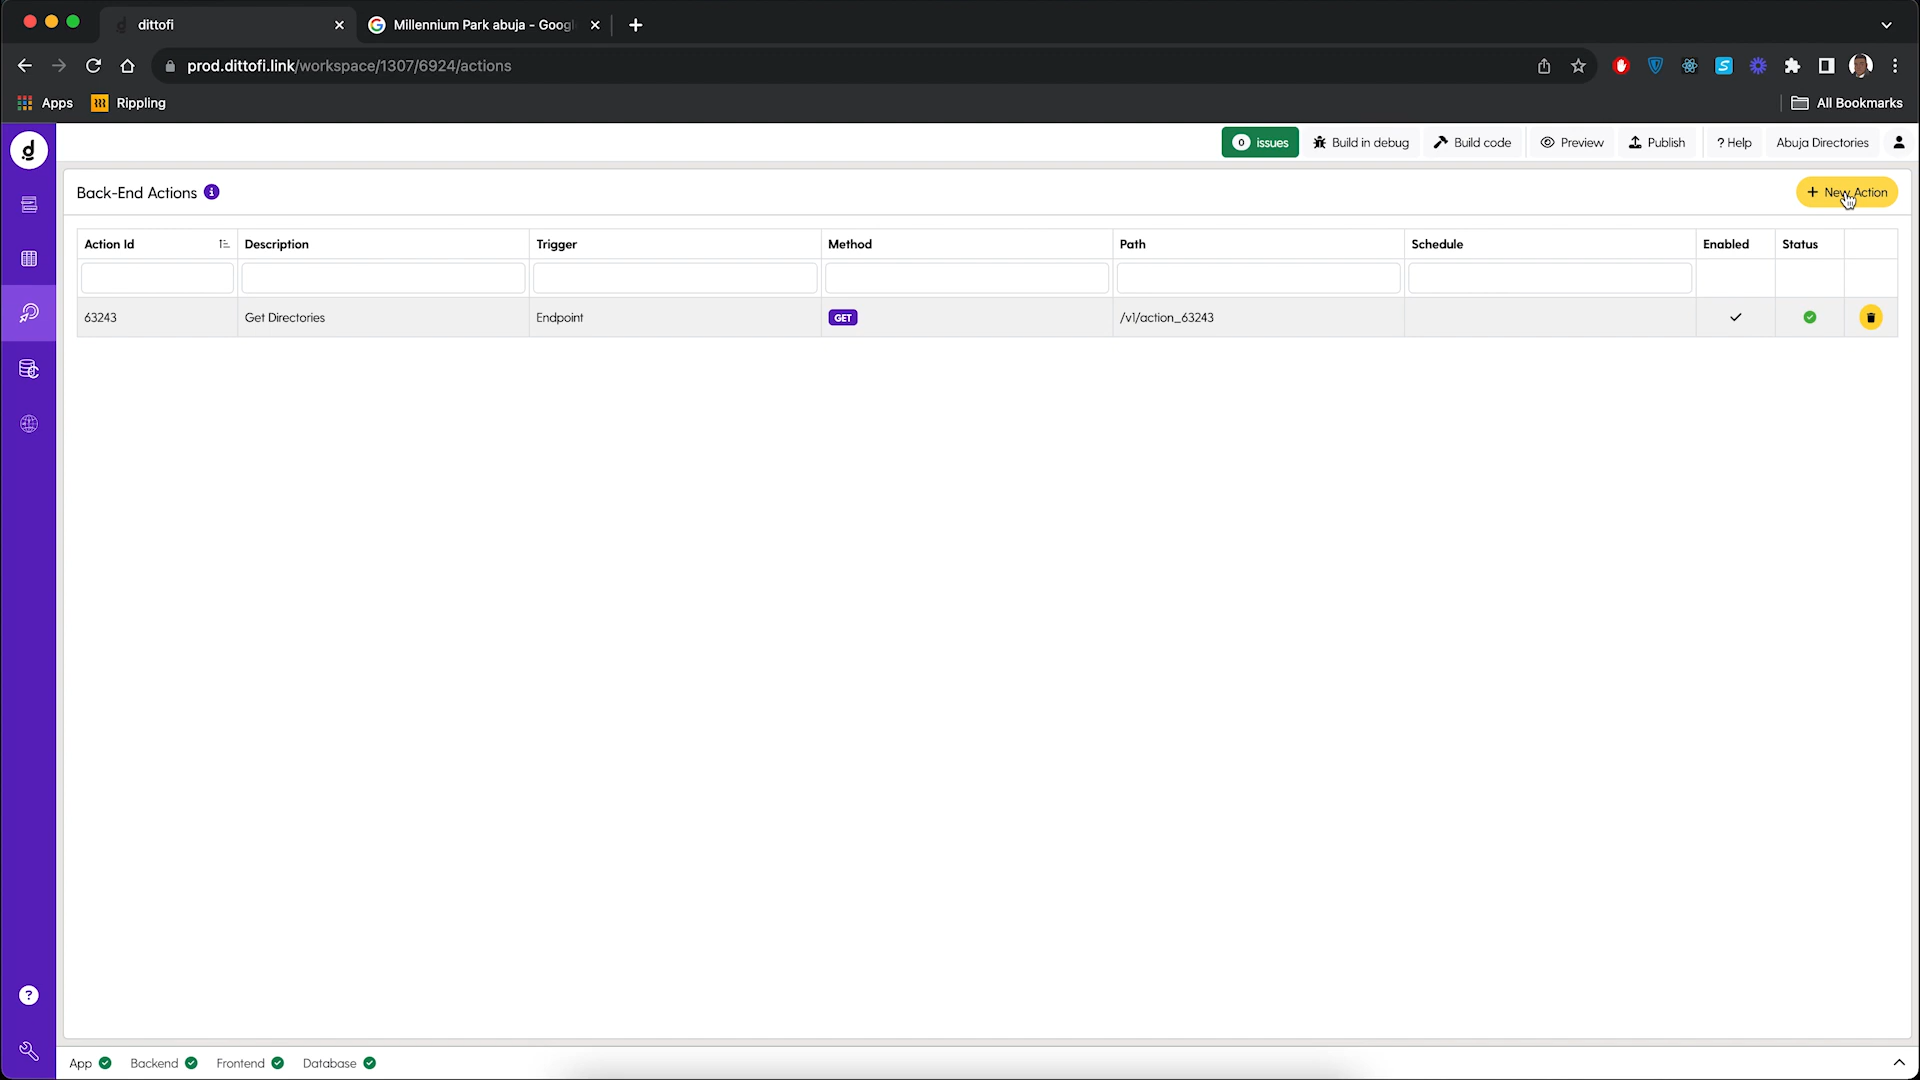 dittofi
Millennium Park abuja - Goog
prod.dittofi.link/workspace/1307/6924/actions
Apps
Rippling
All Bookmarks
d
0 issues
Build in debug
Build code
Preview
Publish
? Help
Abuja Directories
Back-End Actions
+ New Action
Action Id Description Trigger Method Path Schedule Enabled Status
63243 Get Directories Endpoint GET /v1/action_63243
App Backend Frontend Database